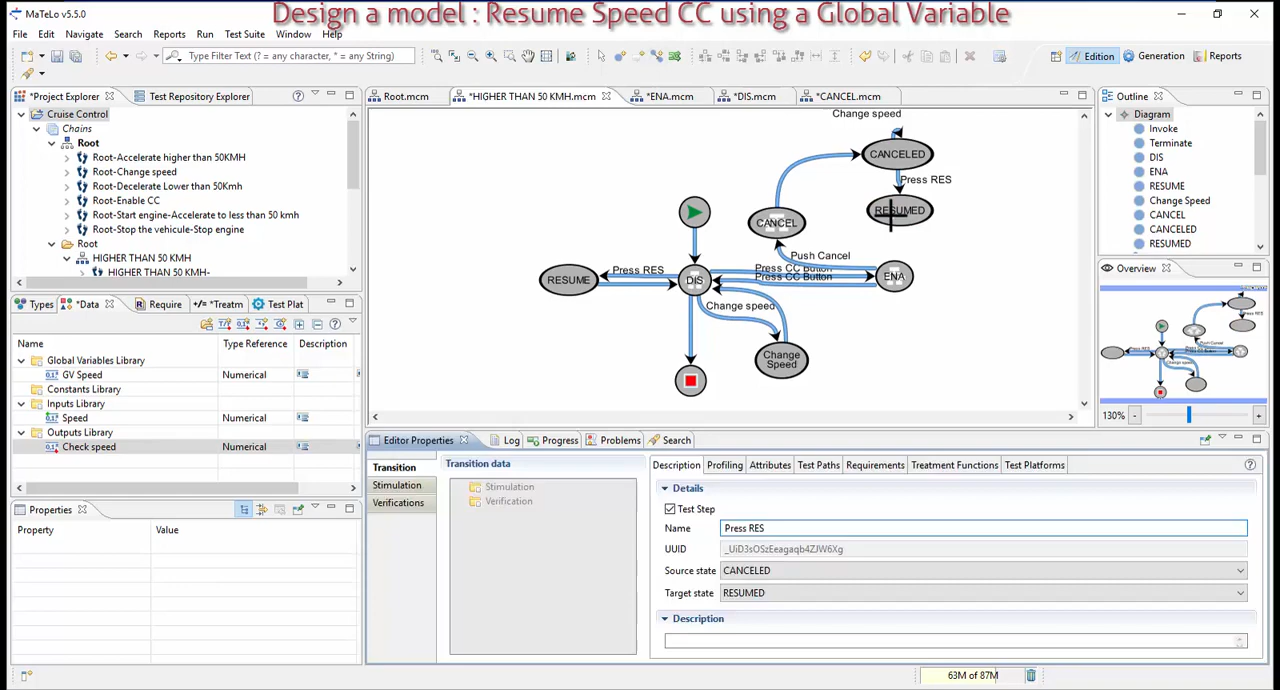 Design a model : Resume Speed CC using a Global Variable
MaTeLo v5.5.0
File Edit Navigate Search Reports Run Test Suite Window Help
Type Filter Text (? = any character, * = any String)
Edition Generation Reports
*Project Explorer
Test Repository Explorer
Cruise Control
Chains
Root
Root-Accelerate higher than 50KMH
Root-Change speed
Root-Decelerate Lower than 50Kmh
Root-Enable CC
Root-Start engine-Accelerate to less than 50 kmh
Root-Stop the vehicule-Stop engine
Root
HIGHER THAN 50 KMH
HIGHER THAN 50 KMH-
Types *Data Require *Treatm Test Plat
Name Type Reference Description
Global Variables Library
GV Speed Numerical
Constants Library
Inputs Library
Speed Numerical
Outputs Library
Check speed Numerical
Properties
Property Value
Root.mcm *HIGHER THAN 50 KMH.mcm *ENA.mcm *DIS.mcm *CANCEL.mcm
Change speed
CANCELED
Press RES
RESUMED
CANCEL
Push Cancel
Press RES
Press CC Button
Press CC Button
RESUME
DIS
ENA
Change speed
Change
Speed
Outline
Diagram
Invoke
Terminate
DIS
ENA
RESUME
Change Speed
CANCEL
CANCELED
RESUMED
Overview
130%
Editor Properties Log Progress Problems Search
Transition
Stimulation
Verifications
Transition data
Stimulation
Verification
Description Profiling Attributes Test Paths Requirements Treatment Functions Test Platforms
Details
Test Step
Name Press RES
UUID _UiD3sOSzEeagaqb4ZJW6Xg
Source state CANCELED
Target state RESUMED
Description
63M of 87M